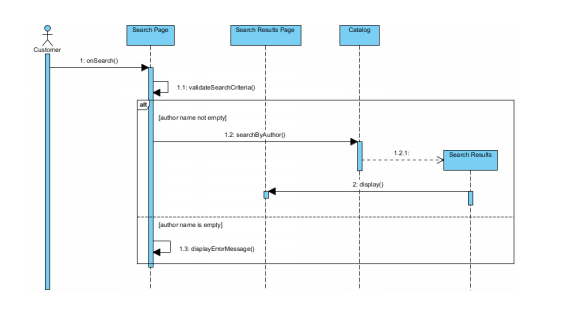 Search Page
Search Results Page
Catalog
Customer
1: onSearch()
1.1: validateSearchCriteria()
alt
[author name not empty]
1.2: searchByAuthor()
1.2.1:
Search Results
2: display()
[author name is empty]
1.3: displayErrorMessage()